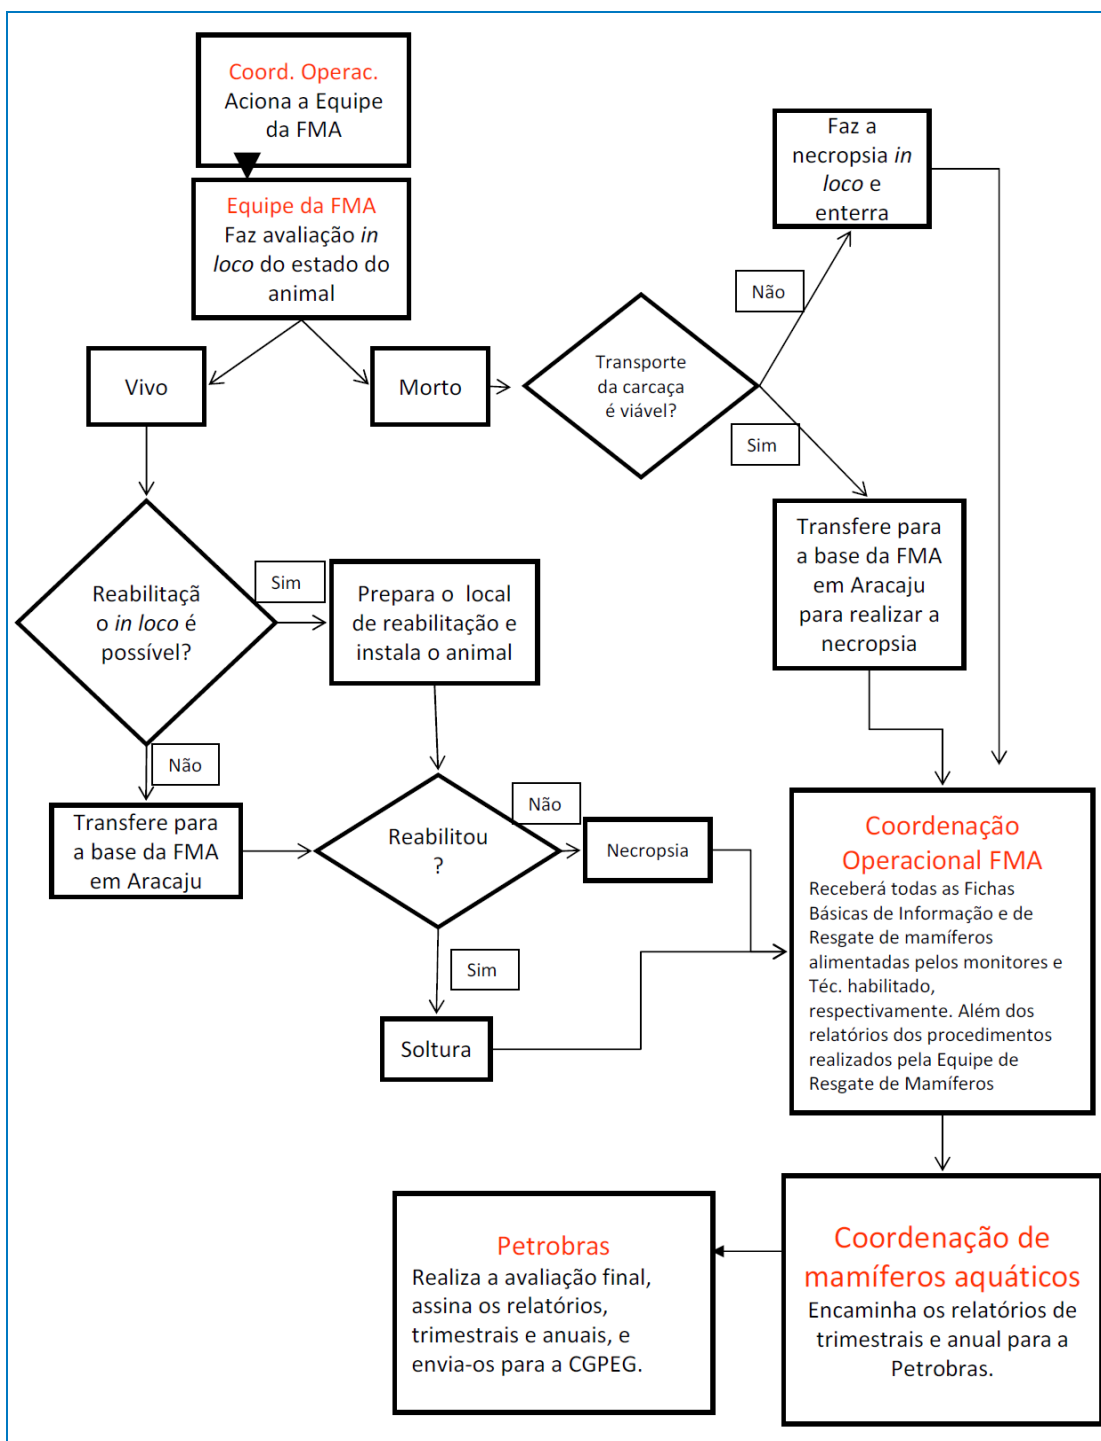 Coord. Operac.
Aciona a Equipe
da FMA
Equipe da FMA
Faz avaliação in
loco do estado do
animal
Vivo
Morto
Transporte
da carcaça
é viável?
Não
Faz a
necropsia in
loco e
enterra
Sim
Transfere para
a base da FMA
em Aracaju
para realizar a
necropsia
Reabilitaçã
o in loco é
possível?
Sim
Prepara o local
de reabilitação e
instala o animal
Não
Transfere para
a base da FMA
em Aracaju
Reabilitou
?
Não
Necropsia
Sim
Soltura
Coordenação
Operacional FMA
Receberá todas as Fichas
Básicas de Informação e de
Resgate de mamíferos
alimentadas pelos monitores e
Téc. habilitado,
respectivamente. Além dos
relatórios dos procedimentos
realizados pela Equipe de
Resgate de Mamíferos
Coordenação de
mamíferos aquáticos
Encaminha os relatórios de
trimestrais e anual para a
Petrobras.
Petrobras
Realiza a avaliação final,
assina os relatórios,
trimestrais e anuais, e
envia-os para a CGPEG.